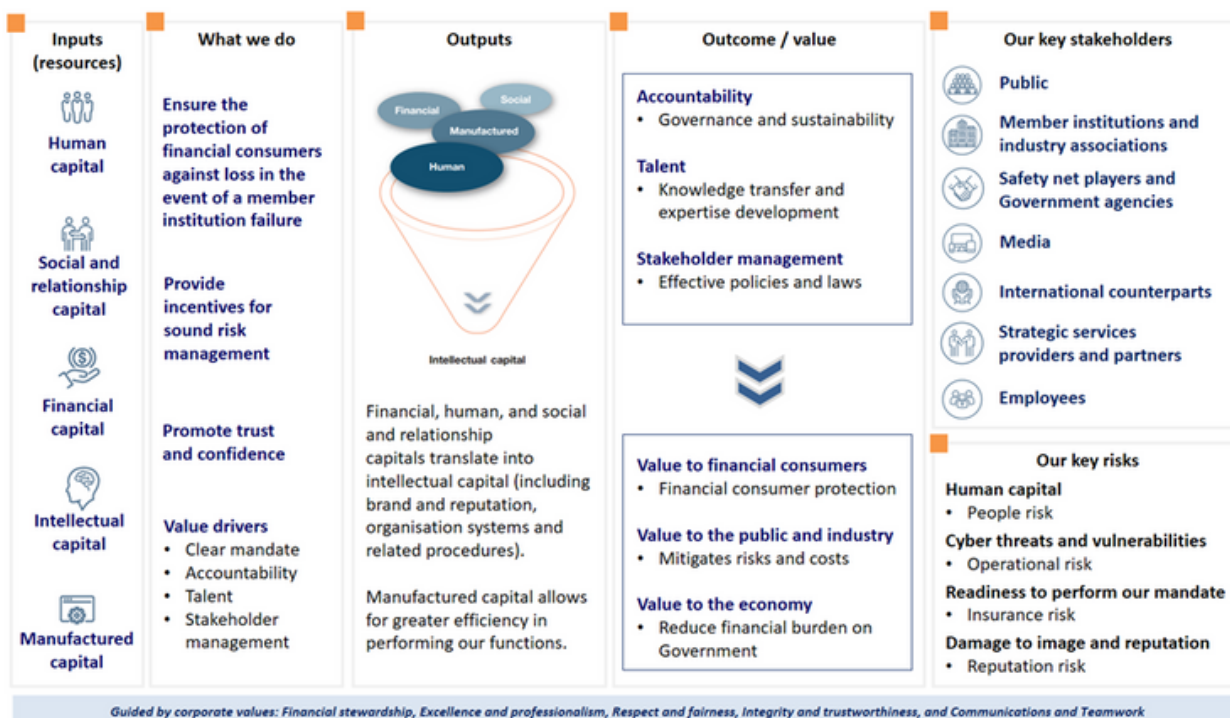 Inputs
(resources)
Human
capital
Social and
relationship
capital
Financial
capital
Intellectual
capital
Manufactured
capital
What we do
Ensure the
protection of
financial consumers
against loss in the
event of a member
institution failure
Provide
incentives for
sound risk
management
Promote trust
and confidence
Value drivers
• Clear mandate
• Accountability
• Talent
• Stakeholder
management
Outputs
Social
Financial
Manufactured
Human
Intellectual capital
Financial, human, and social
and relationship
capitals translate into
intellectual capital (including
brand and reputation,
organisation systems and
related procedures).
Manufactured capital allows
for greater efficiency in
performing our functions.
Outcome / value
Accountability
• Governance and sustainability
Talent
• Knowledge transfer and
expertise development
Stakeholder management
• Effective policies and laws
Value to financial consumers
• Financial consumer protection
Value to the public and industry
• Mitigates risks and costs
Value to the economy
• Reduce financial burden on
Government
Our key stakeholders
Public
Member institutions and
industry associations
Safety net players and
Government agencies
Media
International counterparts
Strategic services
providers and partners
Employees
Our key risks
Human capital
• People risk
Cyber threats and vulnerabilities
• Operational risk
Readiness to perform our mandate
• Insurance risk
Damage to image and reputation
• Reputation risk
Guided by corporate values: Financial stewardship, Excellence and professionalism, Respect and fairness, Integrity and trustworthiness, and Communications and Teamwork